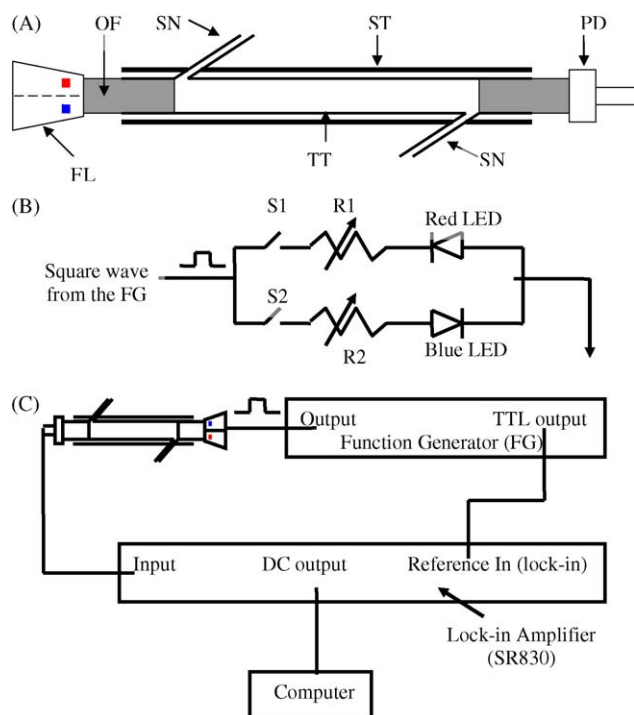 (A)
OF
SN
ST
PD
FL
TT
SN
(B)
S1
R1
Red LED
Square wave
from the FG
S2
R2
Blue LED
(C)
Output
TTL output
Function Generator (FG)
Input
DC output
Reference In (lock-in)
Lock-in Amplifier
(SR830)
Computer